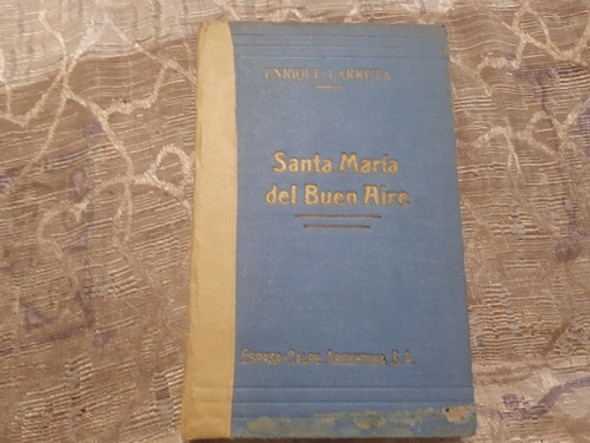 ENRIQUE LARRETA
Santa María
del Buen Aire
ESPASA-CALPE ARGENTINA, S.A.